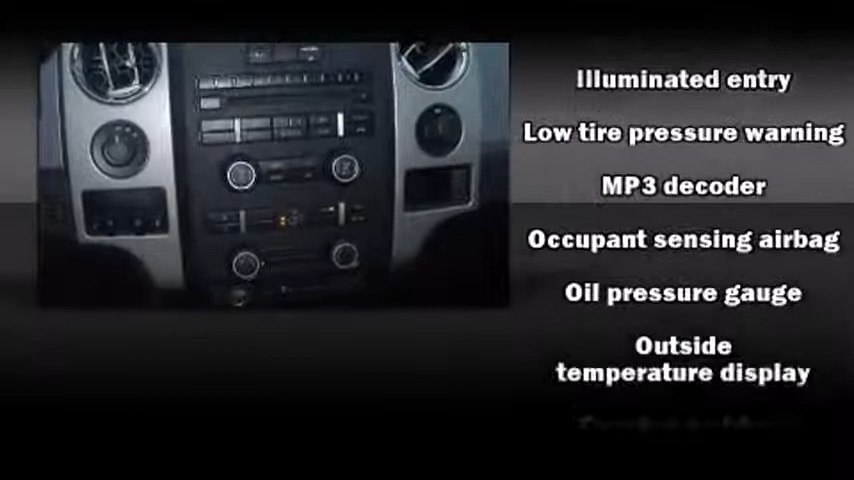 Illuminated entry
Low tire pressure warning
MP3 decoder
Occupant sensing airbag
Oil pressure gauge
Outside
temperature display